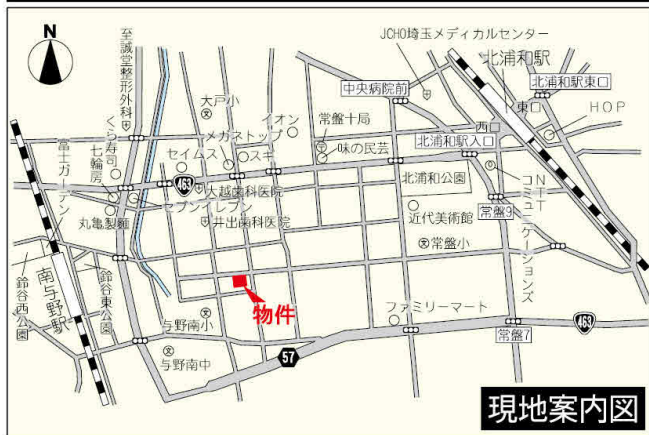 N
JCHO埼玉メディカルセンター
北浦和駅
至誠堂整形外科
中央病院前
北浦和駅東口
東口
HOP
大戸小
イオン
常盤十局
西口
メガネトップ
くら寿司
七輪房
富士ガーデン
セイムス
スギ
味の民芸
北浦和駅入口
463
大越歯科医院
北浦和公園
NTTコミュニケーションズ
セブンイレブン
丸亀製麺
井出歯科医院
近代美術館
常盤9
常盤小
南与野駅
鈴谷東公園
鈴谷西公園
物件
与野南小
ファミリーマート
463
与野南中
57
常盤7
現地案内図